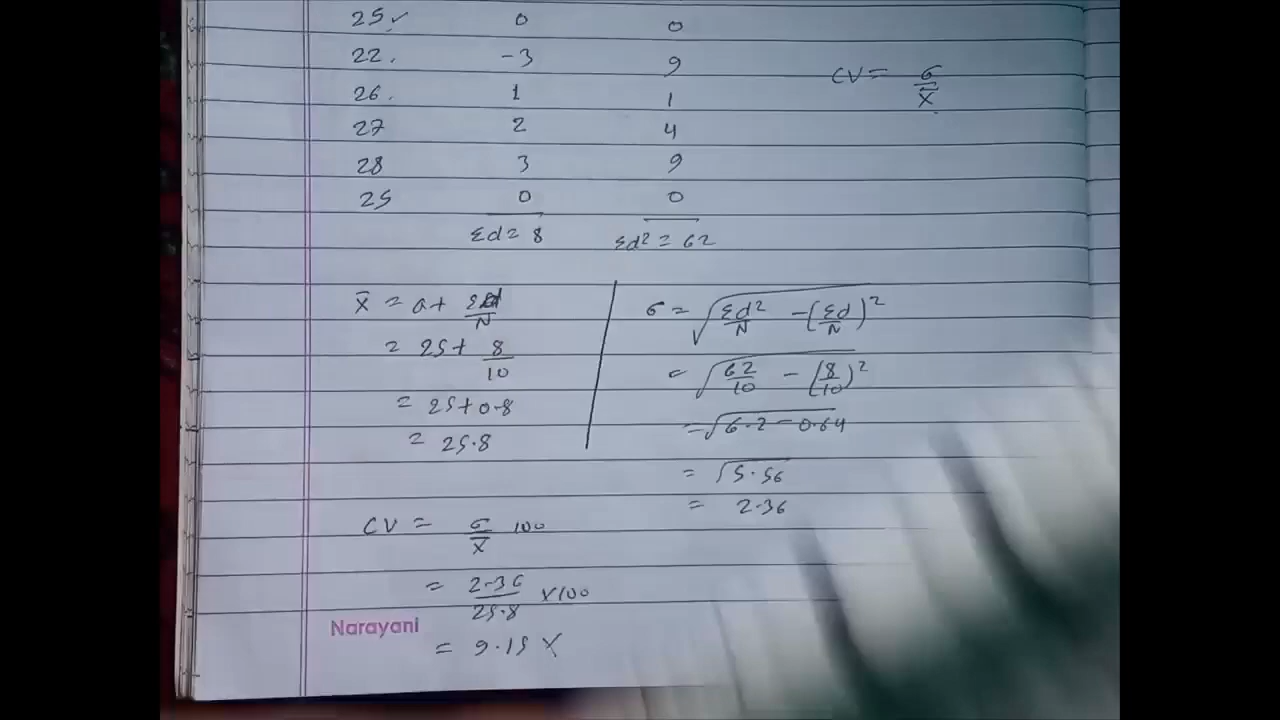 25✓ 0 0
22. -3 9
CV = σ/x̄
26. 1 1
27 2 4
28 3 9
25 0 0
Σd = 8 Σd² = 62
x̄ = a + Σd/N
= 25 + 8/10
= 25 + 0.8
= 25.8
σ = √(Σd²/N - (Σd/N)²)
= √(62/10 - (8/10)²)
= √(6.2 - 0.64)
= √5.56
= 2.36
CV = σ/x̄ 100
= 2.36/25.8 × 100
Narayani
= 9.15 %